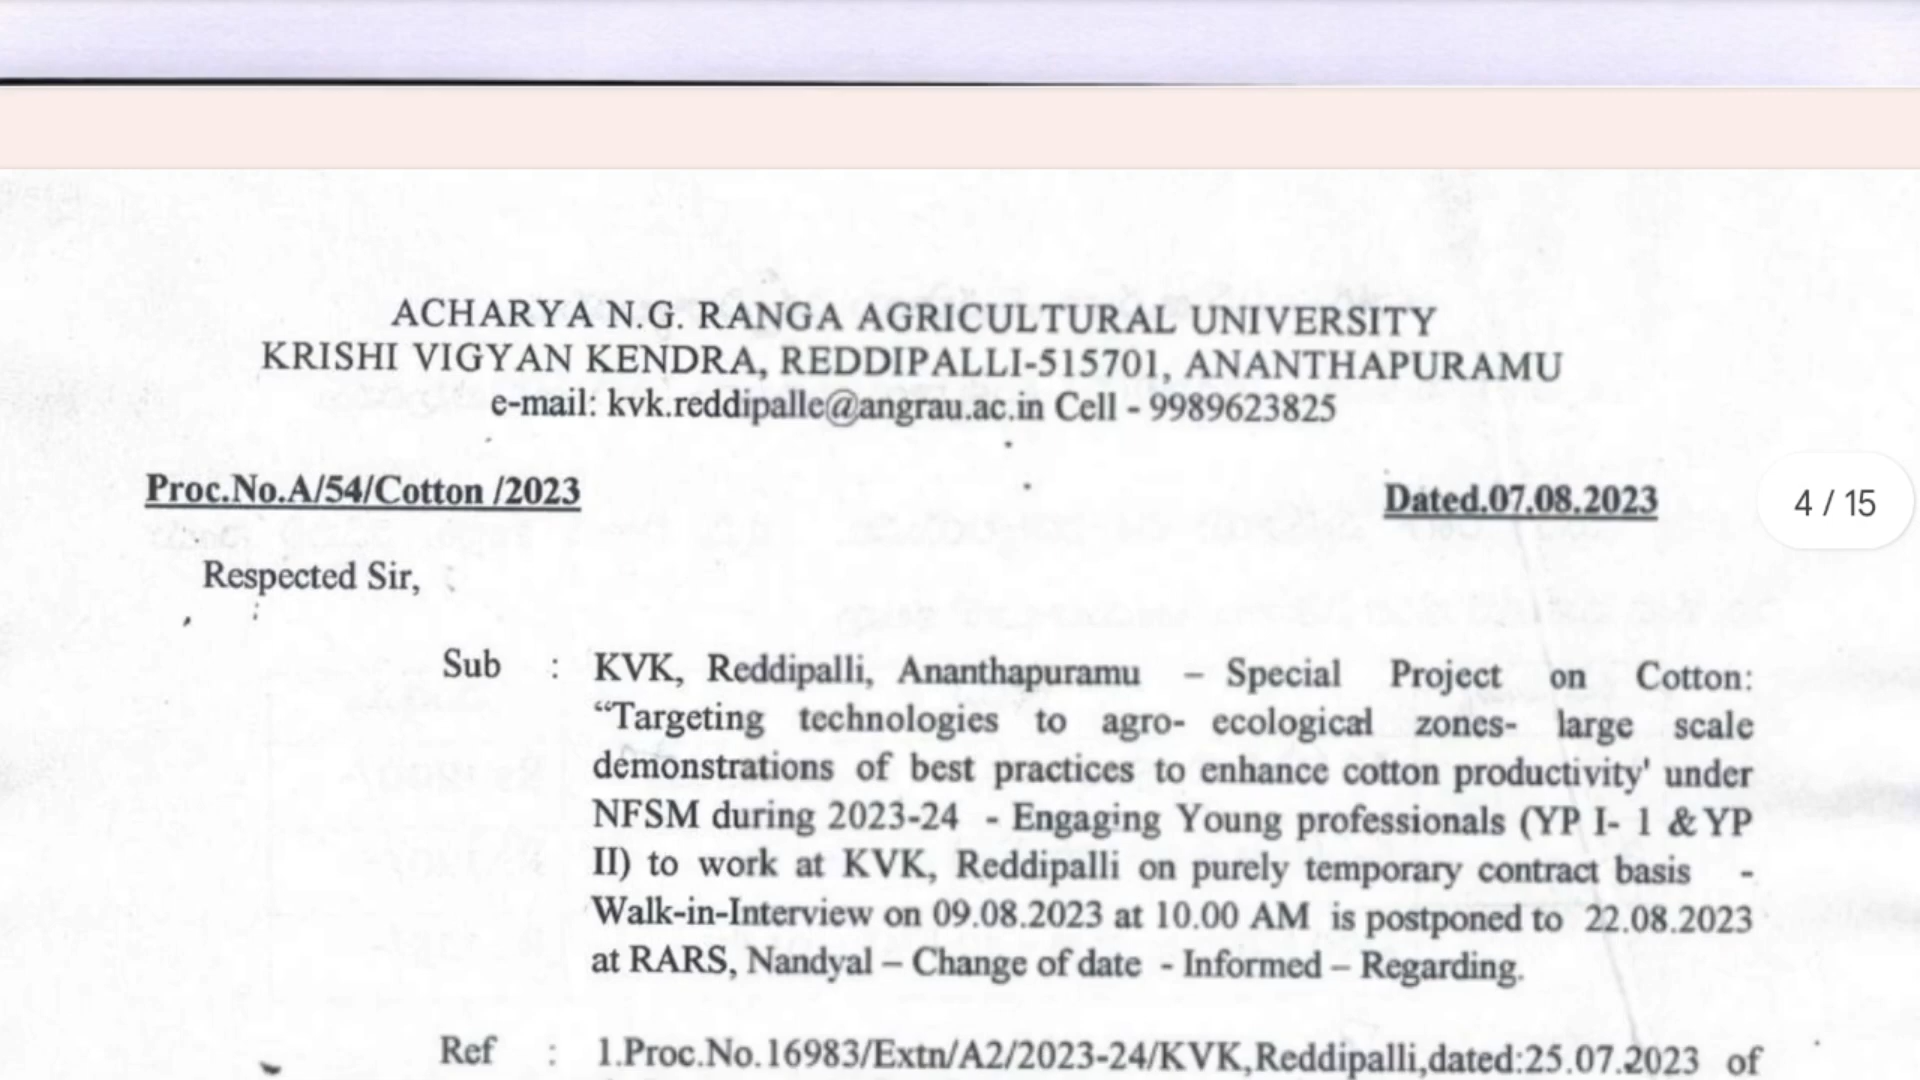 ACHARYA N.G. RANGA AGRICULTURAL UNIVERSITY
KRISHI VIGYAN KENDRA, REDDIPALLI-515701, ANANTHAPURAMU
e-mail: kvk.reddipalle@angrau.ac.in Cell - 9989623825
Proc.No.A/54/Cotton /2023 Dated.07.08.2023
4 / 15
Respected Sir,
Sub : KVK, Reddipalli, Ananthapuramu – Special Project on Cotton:
“Targeting technologies to agro- ecological zones- large scale
demonstrations of best practices to enhance cotton productivity' under
NFSM during 2023-24 - Engaging Young professionals (YP I- 1 & YP
II) to work at KVK, Reddipalli on purely temporary contract basis -
Walk-in-Interview on 09.08.2023 at 10.00 AM is postponed to 22.08.2023
at RARS, Nandyal – Change of date - Informed – Regarding.
Ref : 1.Proc.No.16983/Extn/A2/2023-24/KVK,Reddipalli,dated:25.07.2023 of